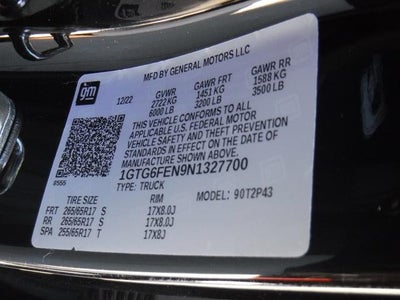 gm MFD BY GENERAL MOTORS LLC
12/22 GVWR GAWR FRT GAWR RR
2722 KG 1451 KG 1588 KG
6000 LB 3200 LB 3500 LB
THIS VEHICLE CONFORMS TO ALL
APPLICABLE U.S. FEDERAL MOTOR
VEHICLE SAFETY AND THEFT PREVENTION
STANDARDS IN EFFECT ON THE DATE
OF MANUFACTURE SHOWN ABOVE.
1GTG6FEN9N1327700
TYPE: TRUCK MODEL: 90T2P43
TIRE SIZE RIM
FRT 265/65R17 S 17X8.0J
RR 265/65R17 S 17X8.0J
SPA 255/65R17 S 17X8J